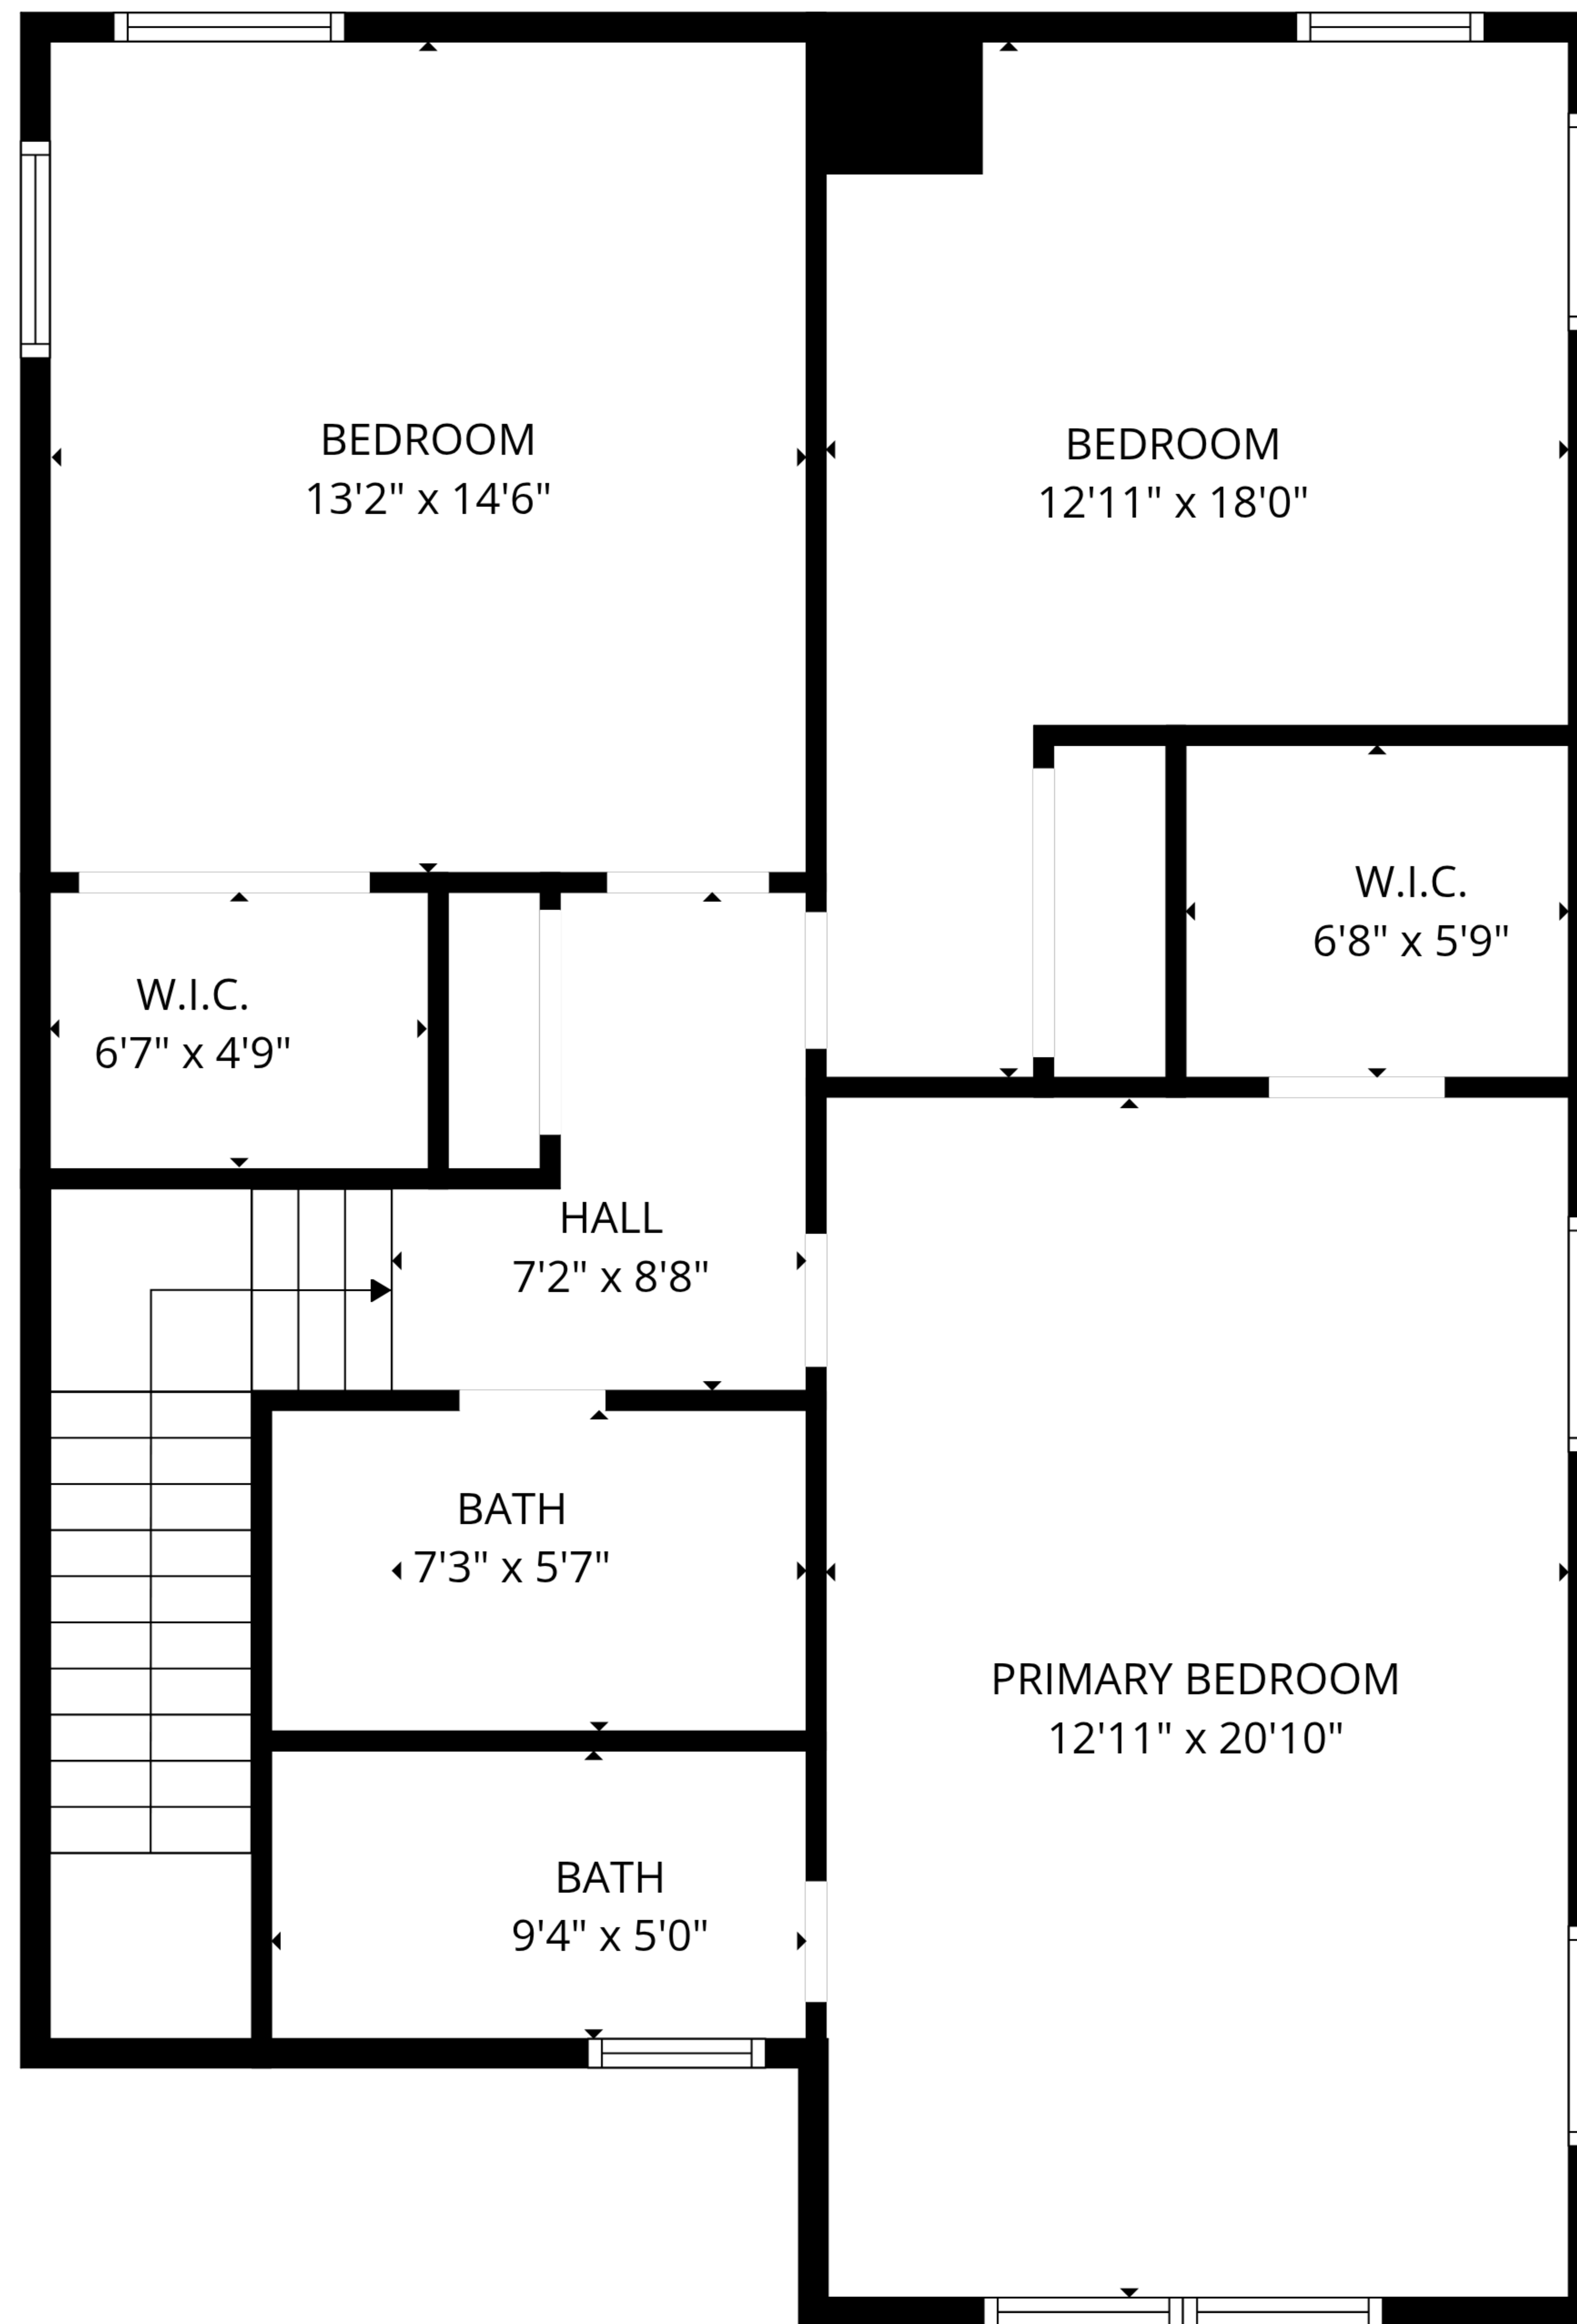 BEDROOM
13'2" x 14'6"
BEDROOM
12'11" x 18'0"
W.I.C.
6'8" x 5'9"
W.I.C.
6'7" x 4'9"
HALL
7'2" x 8'8"
BATH
7'3" x 5'7"
PRIMARY BEDROOM
12'11" x 20'10"
BATH
9'4" x 5'0"